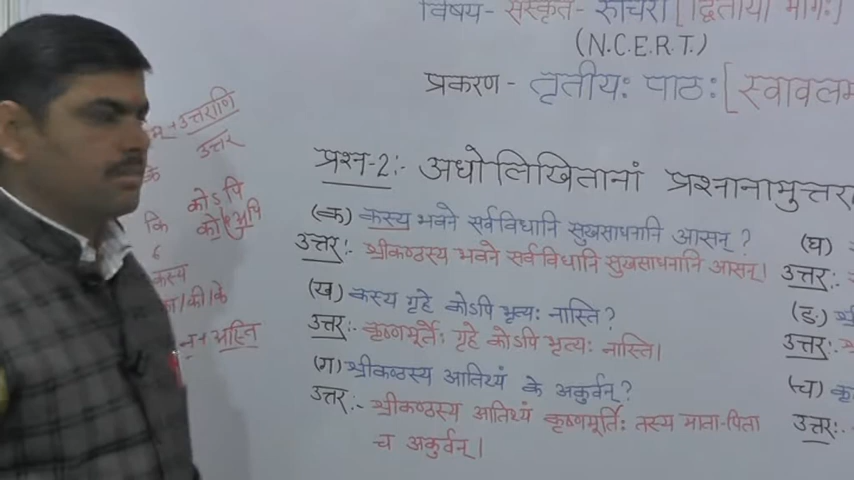 विषय- संस्कृत- रुचिरा [द्वितीयो भागः]
(N.C.E.R.T.)
प्रकरण- तृतीयः पाठः [स्वावलम
उत्तराणि
उत्तर
के
कोऽपि
कि
कस्य
की/के
अस्ति
प्रश्न-2:- अधोलिखितानां प्रश्नानामुत्तरा
(क) कस्य भवने सर्वविधानि सुखसाधनानि आसन् ?
उत्तर:- श्रीकण्ठस्य भवने सर्वविधानि सुखसाधनानि आसन्।
(ख) कस्य गृहे कोऽपि भृत्यः नास्ति?
उत्तर:- कृष्णमूर्तेः गृहे कोऽपि भृत्यः नास्ति।
(ग) श्रीकण्ठस्य आतिथ्यं के अकुर्वन्?
उत्तर:- श्रीकण्ठस्य आतिथ्यं कृष्णमूर्तिः तस्य माता-पिता
च अकुर्वन्।
(घ)
उत्तर:-
(ङ)
उत्तर:-
(च) कृ
उत्तर:-